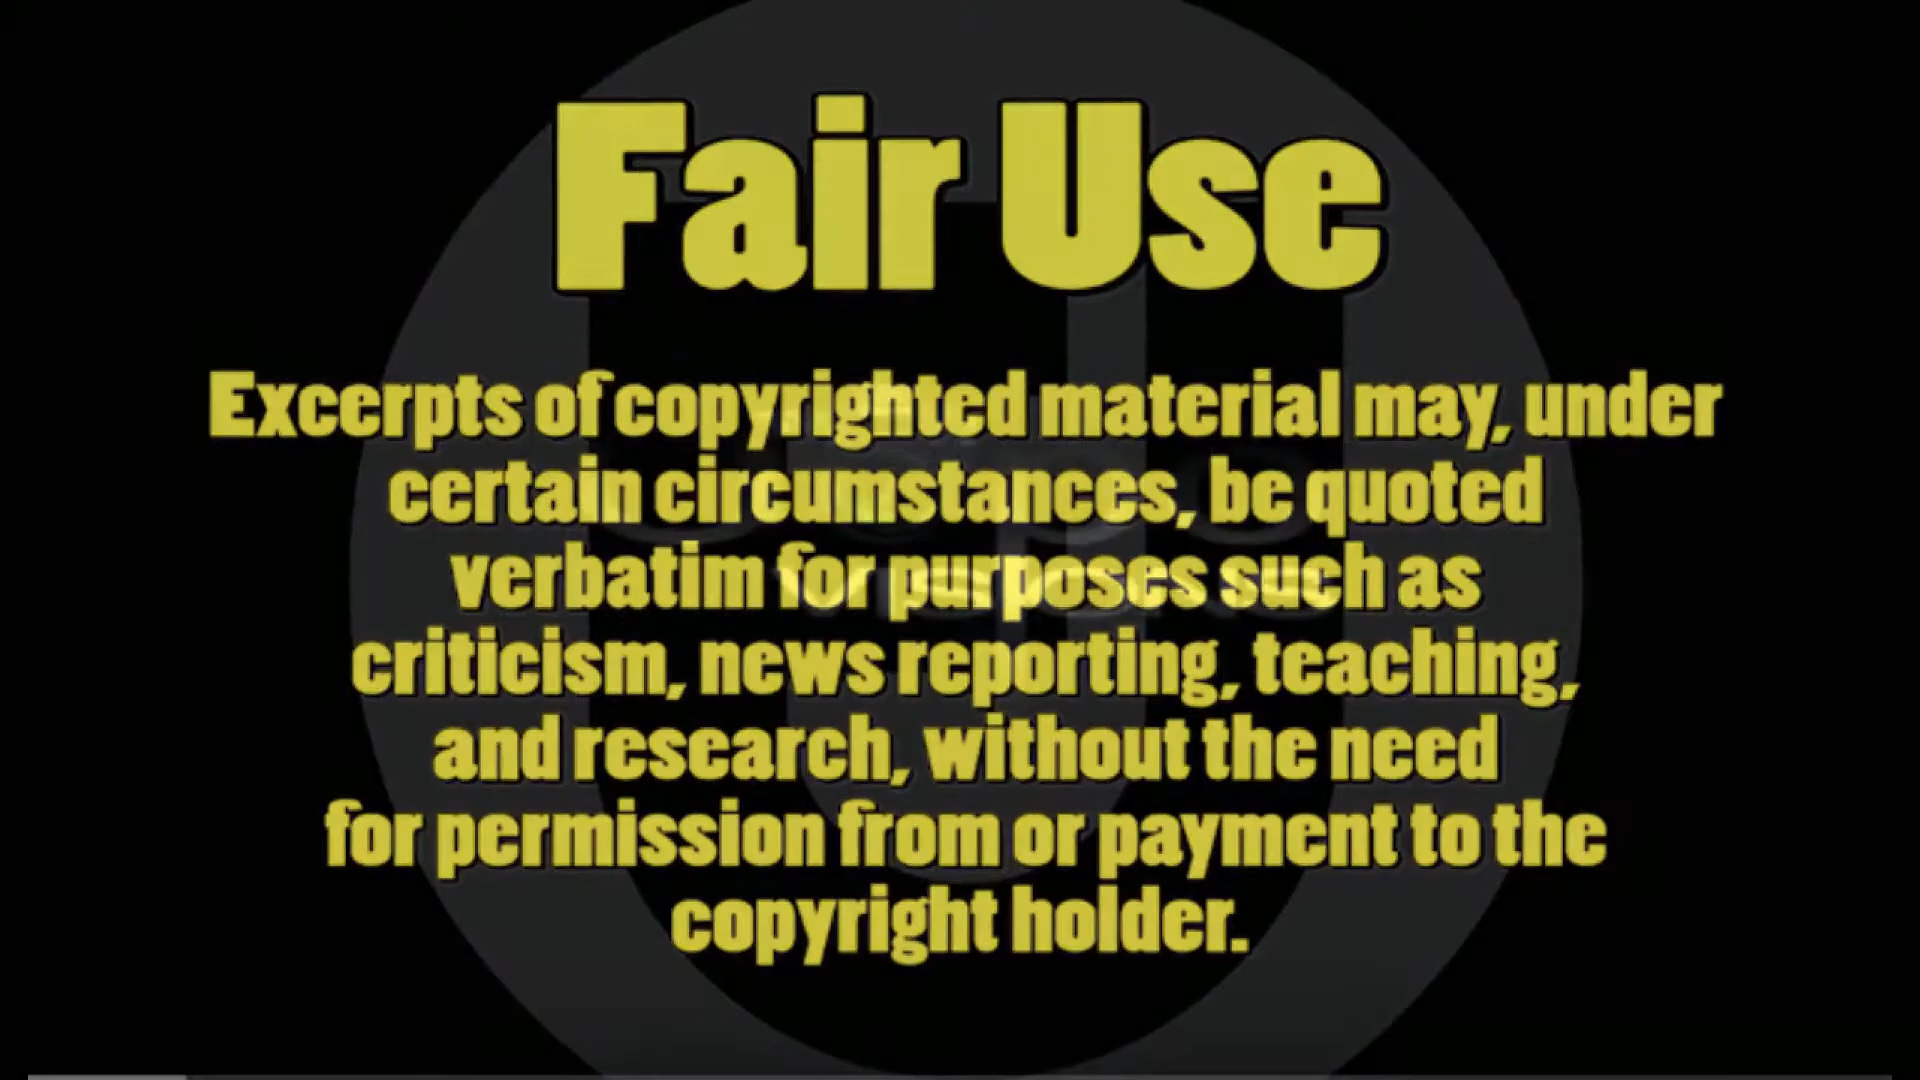 Fair Use
Excerpts of copyrighted material may, under
certain circumstances, be quoted
verbatim for purposes such as
criticism, news reporting, teaching,
and research, without the need
for permission from or payment to the
copyright holder.